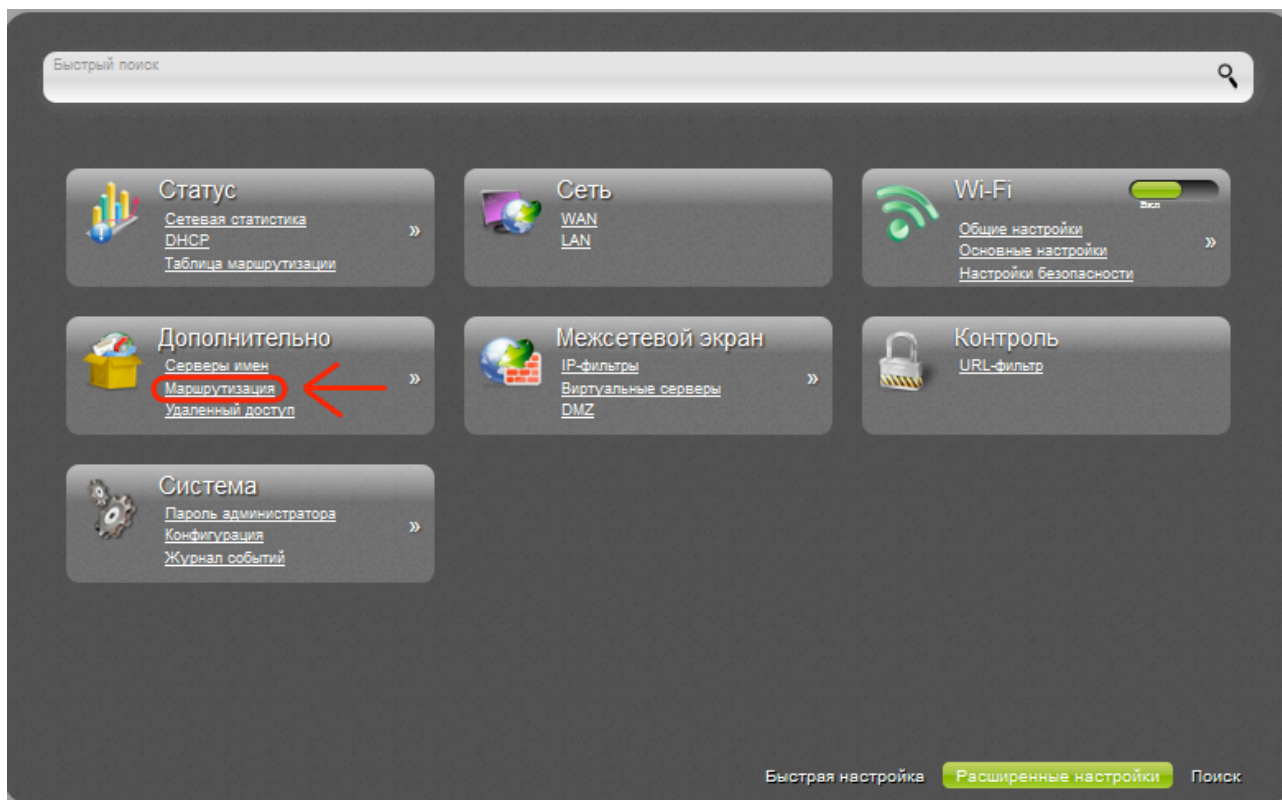 Быстрый поиск
Статус
Сетевая статистика
DHCP
Таблица маршрутизации
»
Сеть
WAN
LAN
Wi-Fi
Вкл
Общие настройки
Основные настройки
Настройки безопасности
»
Дополнительно
Серверы имен
Маршрутизация
Удаленный доступ
»
Межсетевой экран
IP-фильтры
Виртуальные серверы
DMZ
»
Контроль
URL-фильтр
Система
Пароль администратора
Конфигурация
Журнал событий
»
Быстрая настройка Расширенные настройки Поиск